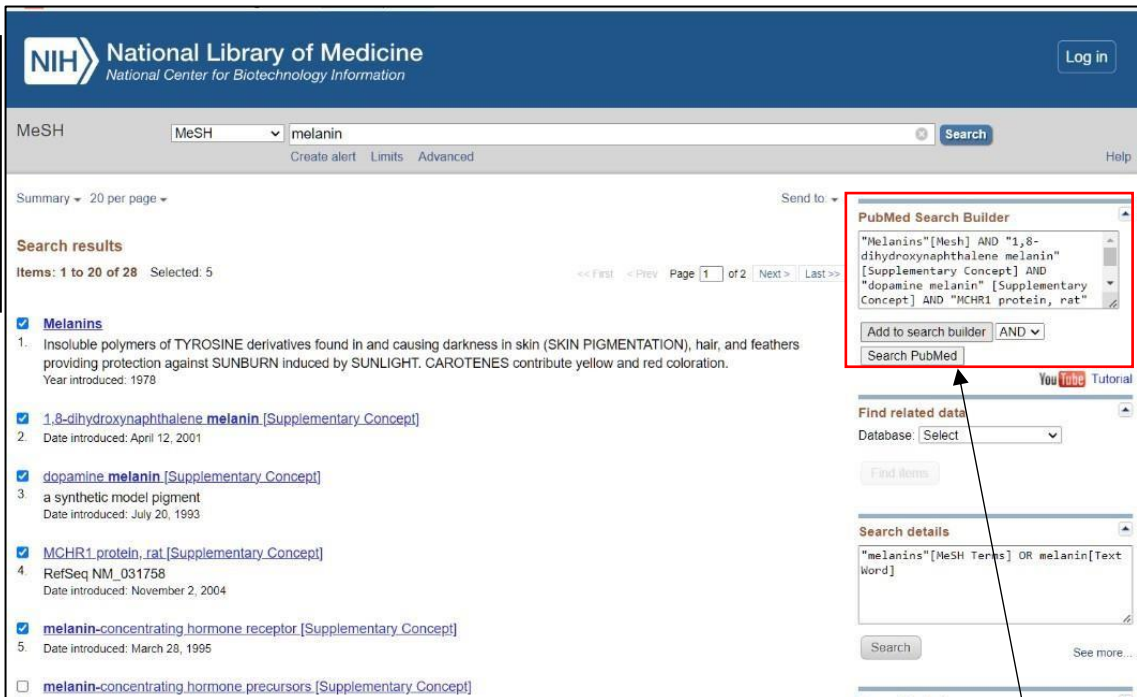 NIH
National Library of Medicine
National Center for Biotechnology Information
Log in
MeSH
MeSH
melanin
Search
Create alert Limits Advanced
Help
Summary 20 per page
Send to:
Search results
Items: 1 to 20 of 28 Selected: 5
<< First < Prev Page 1 of 2 Next > Last >>
Melanins
1. Insoluble polymers of TYROSINE derivatives found in and causing darkness in skin (SKIN PIGMENTATION), hair, and feathers
providing protection against SUNBURN induced by SUNLIGHT. CAROTENES contribute yellow and red coloration.
Year introduced: 1978
1,8-dihydroxynaphthalene melanin [Supplementary Concept]
2. Date introduced: April 12, 2001
dopamine melanin [Supplementary Concept]
3. a synthetic model pigment
Date introduced: July 20, 1993
MCHR1 protein, rat [Supplementary Concept]
4. RefSeq NM_031758
Date introduced: November 2, 2004
melanin-concentrating hormone receptor [Supplementary Concept]
5. Date introduced: March 28, 1995
melanin-concentrating hormone precursors [Supplementary Concept]
PubMed Search Builder
"Melanins"[Mesh] AND "1,8-
dihydroxynaphthalene melanin"
[Supplementary Concept] AND
"dopamine melanin" [Supplementary
Concept] AND "MCHR1 protein, rat"
Add to search builder AND
Search PubMed
YouTube Tutorial
Find related data
Database: Select
Find items
Search details
"melanins"[MeSH Terms] OR melanin[Text
Word]
Search
See more...